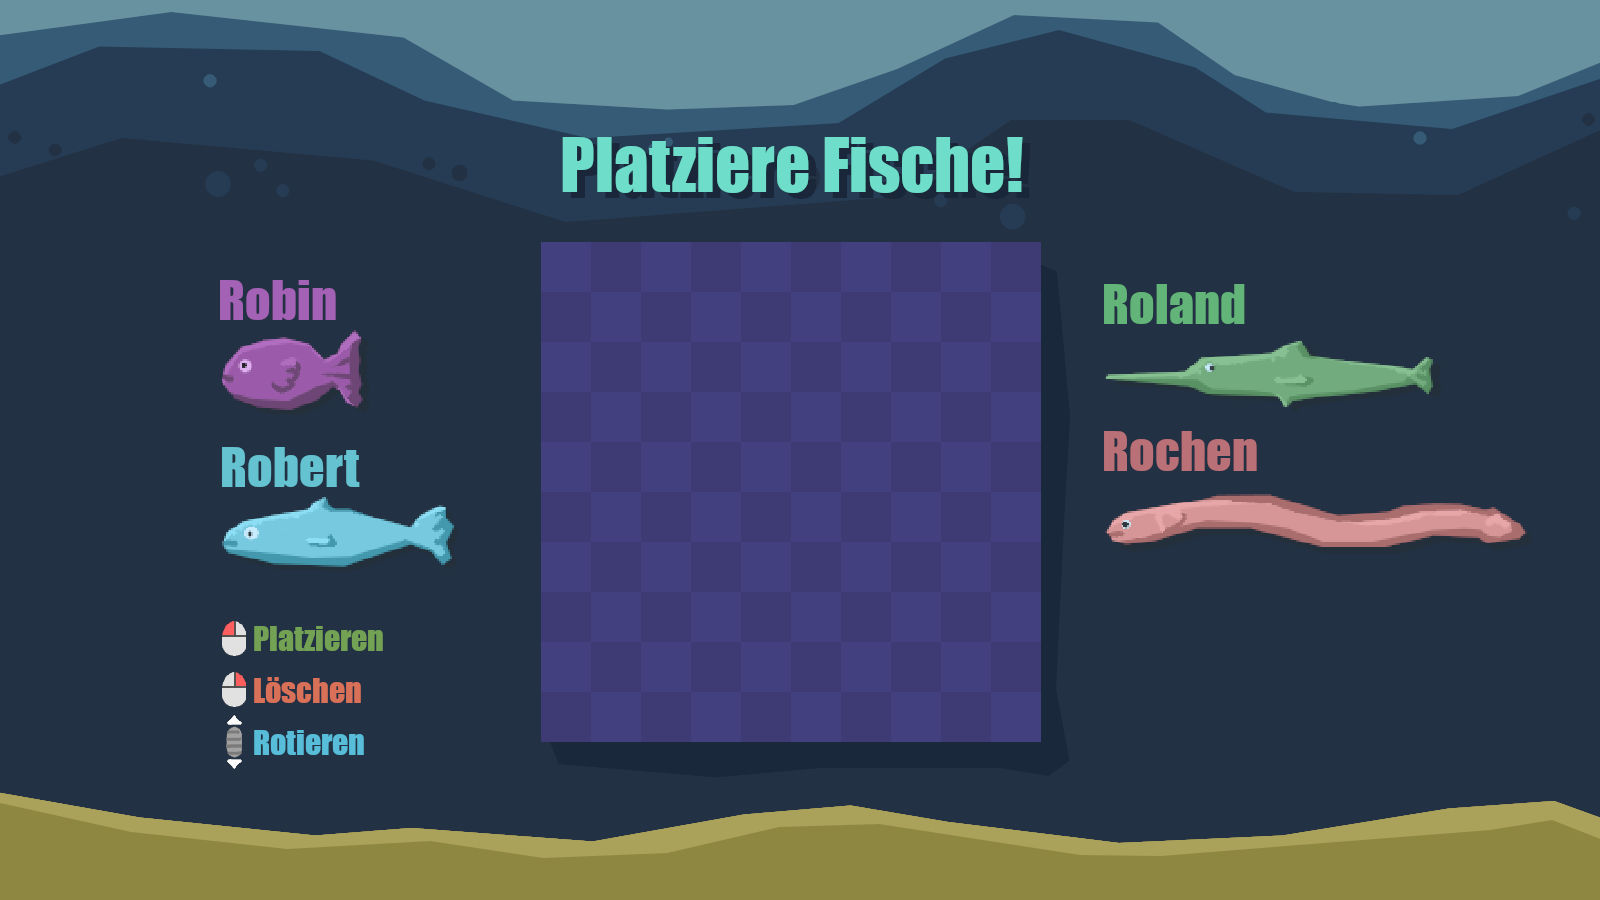 Platziere Fische!
Robin
Robert
Platzieren
Löschen
Rotieren
Roland
Rochen